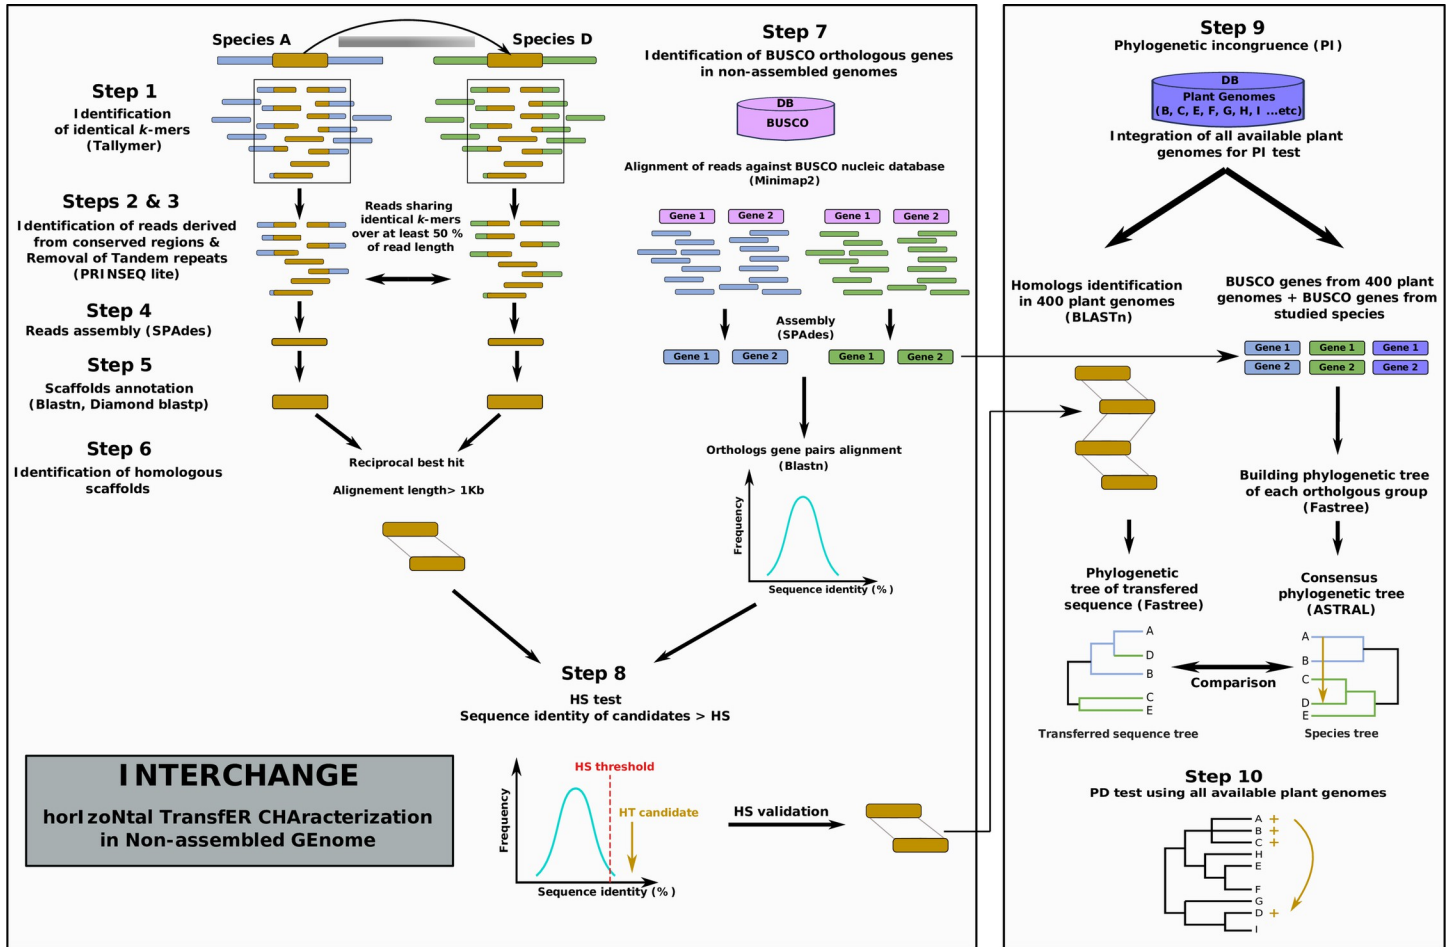 Species A
Species D
Step 1
Identification
of identical k-mers
(Tallymer)
Steps 2 & 3
Identification of reads derived
from conserved regions &
Removal of Tandem repeats
(PRINSEQ lite)
Reads sharing
identical k-mers
over at least 50 %
of read length
Step 4
Reads assembly (SPAdes)
Step 5
Scaffolds annotation
(Blastn, Diamond blastp)
Step 6
Identification of homologous
scaffolds
Reciprocal best hit
Alignement length> 1Kb
Step 7
Identification of BUSCO orthologous genes
in non-assembled genomes
DB
BUSCO
Alignment of reads against BUSCO nucleic database
(Minimap2)
Gene 1
Gene 2
Gene 1
Gene 2
Assembly
(SPAdes)
Gene 1
Gene 2
Gene 1
Gene 2
Orthologs gene pairs alignment
(Blastn)
Frequency
Sequence identity (%)
Step 8
HS test
Sequence identity of candidates > HS
HS threshold
HT candidate
Frequency
Sequence identity (%)
HS validation
INTERCHANGE
horIzoNtal TransfER CHAracterization
in Non-assembled GEnome
Step 9
Phylogenetic incongruence (PI)
DB
Plant Genomes
(B, C, E, F, G, H, I ...etc)
Integration of all available plant
genomes for PI test
Homologs identification
in 400 plant genomes
(BLASTn)
BUSCO genes from 400 plant
genomes + BUSCO genes from
studied species
Gene 1
Gene 1
Gene 1
Gene 2
Gene 2
Gene 2
Building phylogenetic tree
of each ortholgous group
(Fastree)
Phylogenetic
tree of transfered
sequence (Fastree)
Consensus
phylogenetic tree
(ASTRAL)
A
D
B
C
E
Comparison
A
B
C
D
E
Transferred sequence tree
Species tree
Step 10
PD test using all available plant genomes
A +
B +
C +
H
E
F
G
D +
I